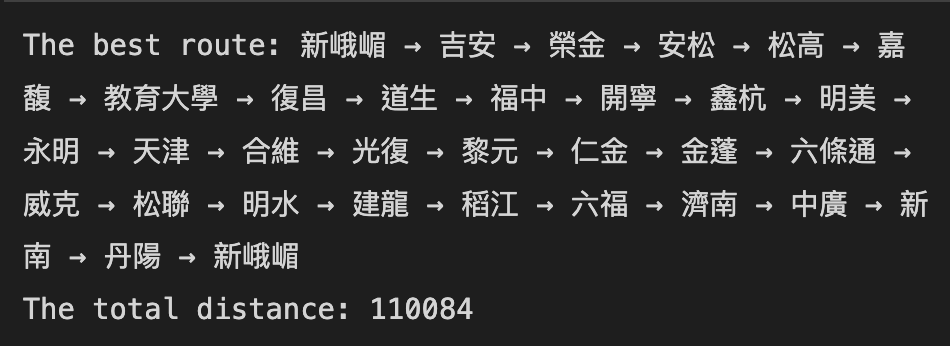 The best route: 新峨嵋 → 吉安 → 榮金 → 安松 → 松高 → 嘉
馥 → 教育大學 → 復昌 → 道生 → 福中 → 開寧 → 鑫杭 → 明美 →
永明 → 天津 → 合維 → 光復 → 黎元 → 仁金 → 金蓬 → 六條通 →
威克 → 松聯 → 明水 → 建龍 → 稻江 → 六福 → 濟南 → 中廣 → 新
南 → 丹陽 → 新峨嵋
The total distance: 110084